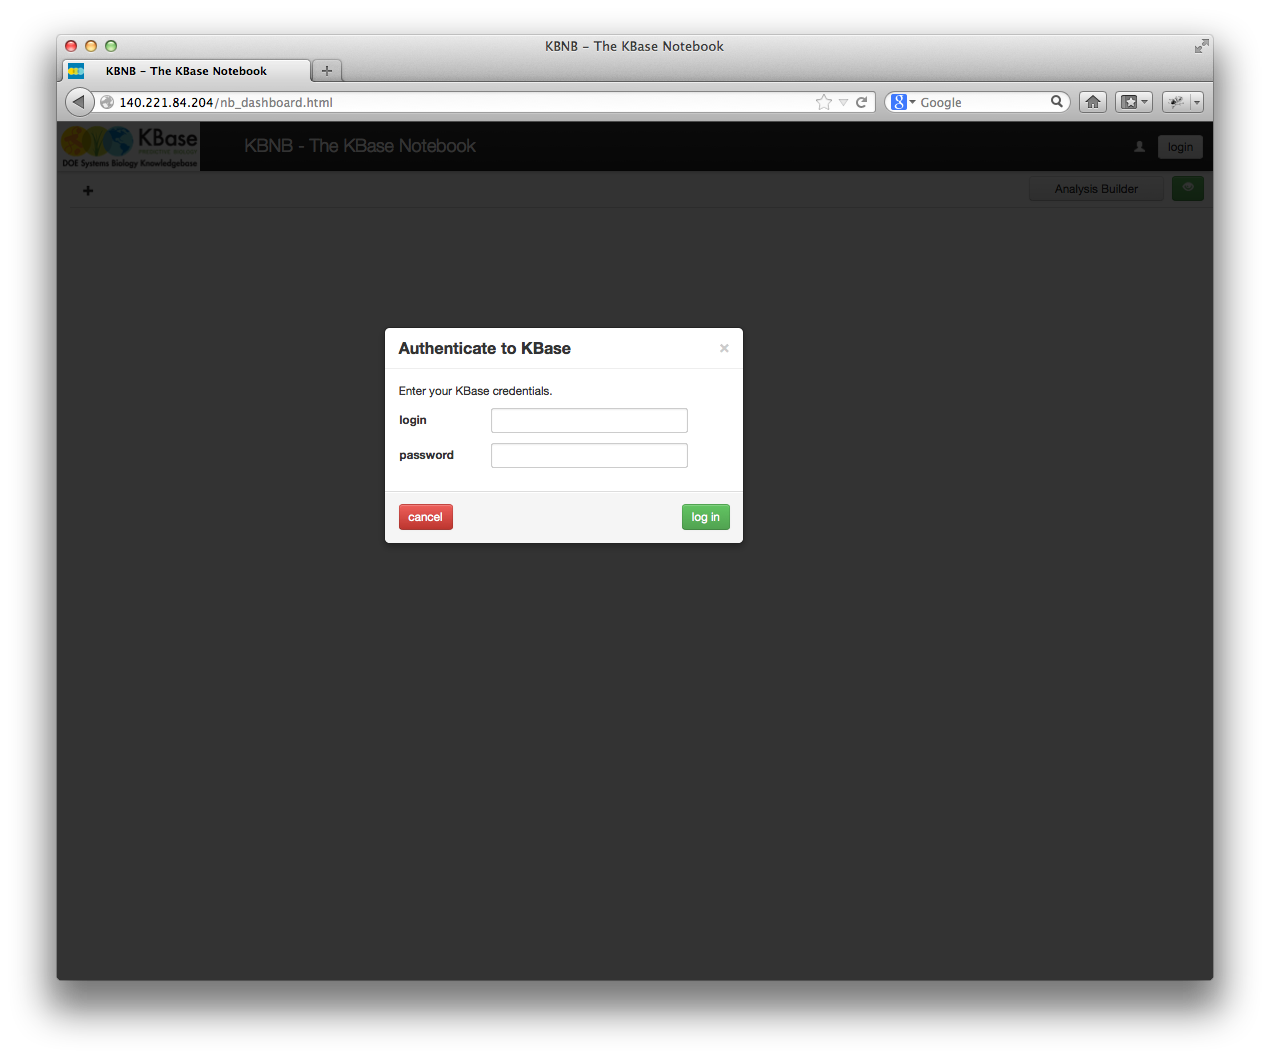 KBNB – The KBase Notebook
KBNB – The KBase Notebook
140.221.84.204/nb_dashboard.html
Google
KBase
DOE Systems Biology Knowledgebase
KBNB - The KBase Notebook
login
Analysis Builder
Authenticate to KBase
Enter your KBase credentials.
login
password
cancel
log in